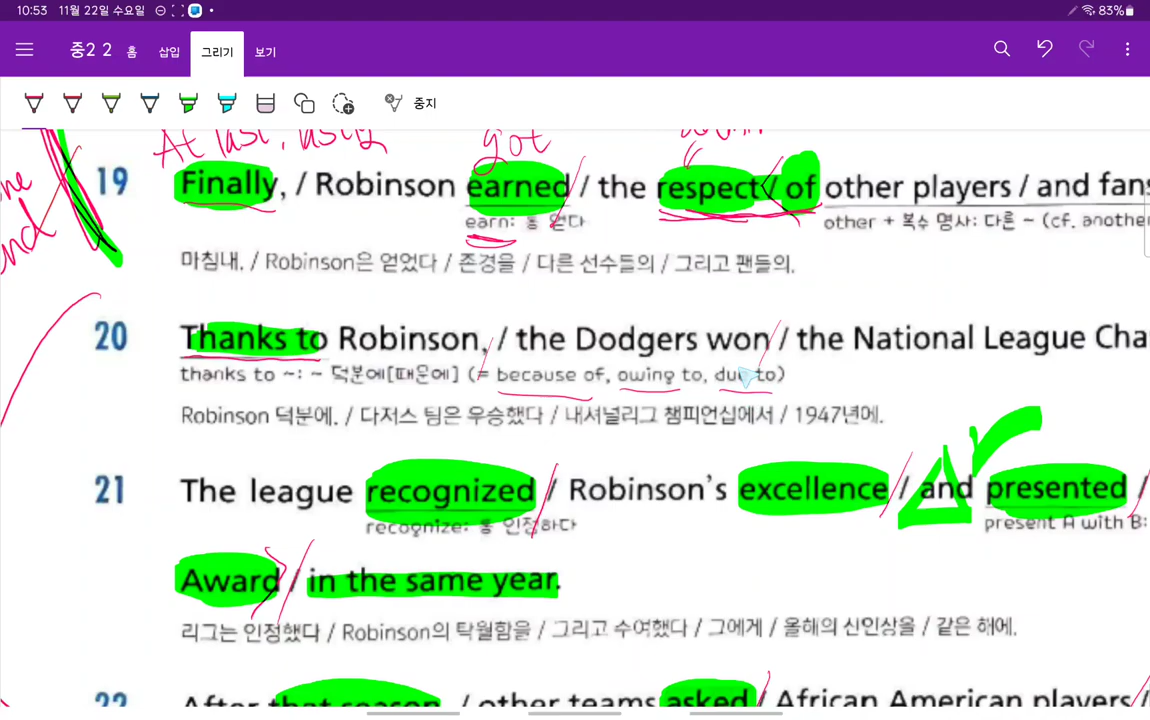 10:53 11월 22일 수요일 83%
중2 2 홈 삽입 그리기 보기
중지
At last,
got
19 Finally, / Robinson earned / the respect / of other players / and fans
earn: 동 얻다 other + 복수 명사: 다른 ~ (cf. anothe
마침내, / Robinson은 얻었다 / 존경을 / 다른 선수들의 / 그리고 팬들의.
20 Thanks to Robinson, / the Dodgers won / the National League Cha
thanks to ~: ~ 덕분에[때문에] (= because of, owing to, due to)
Robinson 덕분에, / 다저스 팀은 우승했다 / 내셔널리그 챔피언십에서 / 1947년에.
21 The league recognized / Robinson's excellence / and presented /
recognize: 동 인정하다 present A with B:
Award / in the same year.
리그는 인정했다 / Robinson의 탁월함을 / 그리고 수여했다 / 그에게 / 올해의 신인상을 / 같은 해에.
22 After that season, / other teams asked / African American players /